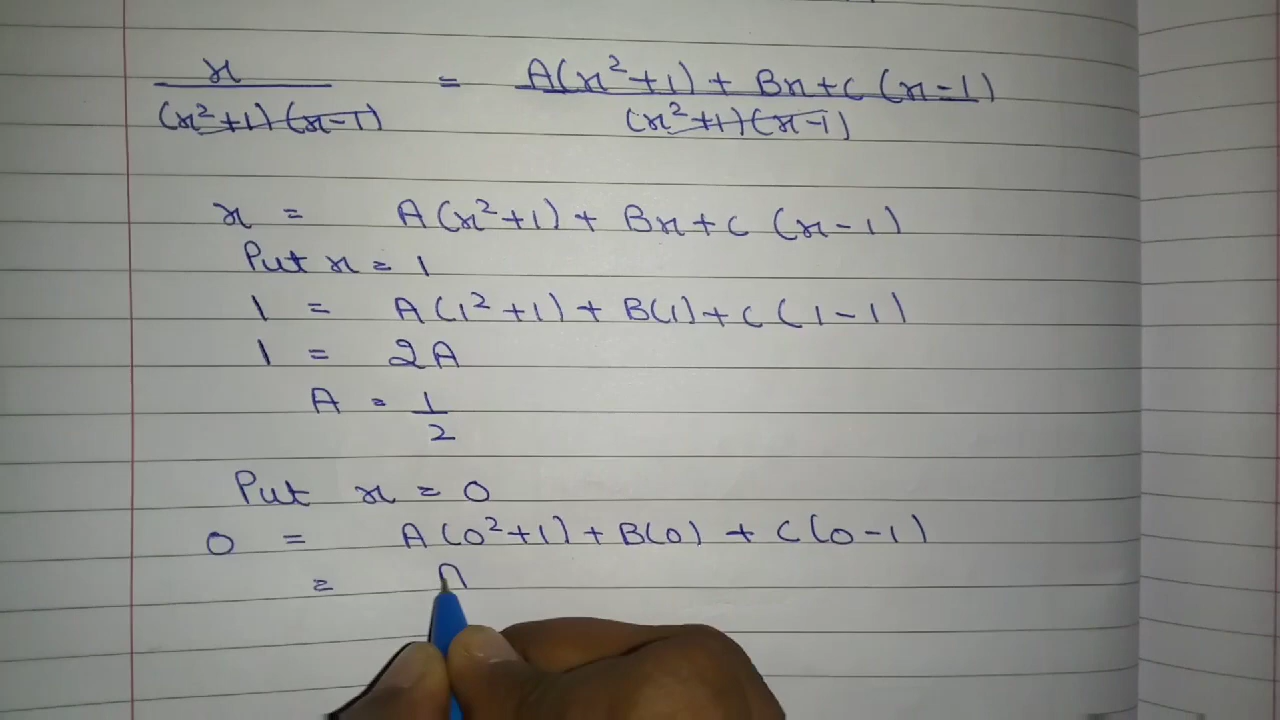 x = A(x²+1) + Bx+C (x-1)
(x²+1)(x-1) (x²+1)(x-1)
x = A(x²+1) + Bx+C (x-1)
Put x = 1
1 = A(1²+1) + B(1)+C(1-1)
1 = 2A
A = 1
2
Put x = 0
0 = A(0²+1) + B(0) + C(0-1)
=